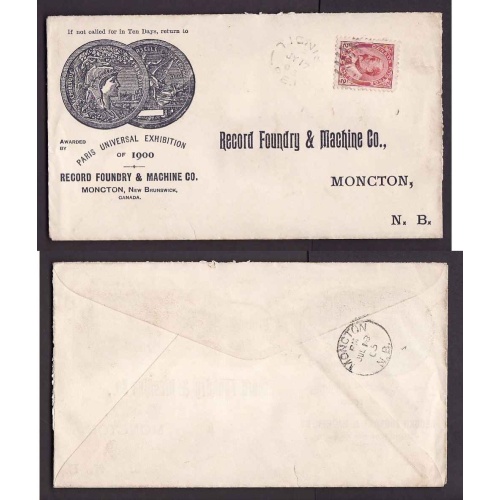 If not called for in Ten Days, return to
AWARDED BY
PARIS UNIVERSAL EXHIBITION
OF 1900
RECORD FOUNDRY & MACHINE CO.
MONCTON, NEW BRUNSWICK,
CANADA.
Record Foundry & Machine Co.,
MONCTON,
N. B.
MONCTON
N.B.